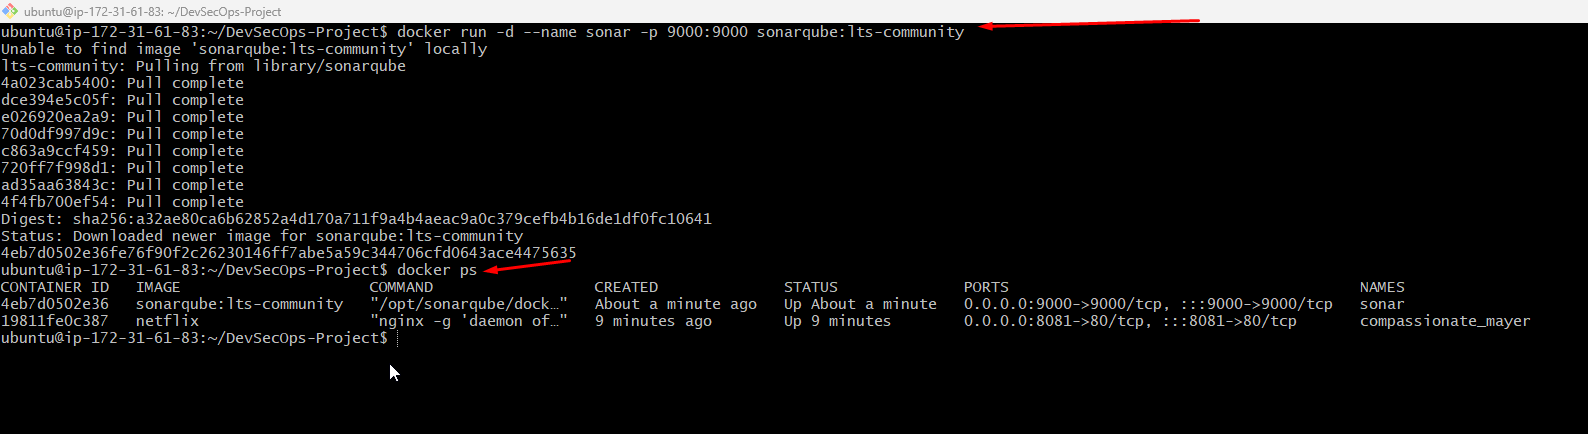 ubuntu@ip-172-31-61-83: ~/DevSecOps-Project
ubuntu@ip-172-31-61-83:~/DevSecOps-Project$ docker run -d --name sonar -p 9000:9000 sonarqube:lts-community
Unable to find image 'sonarqube:lts-community' locally
lts-community: Pulling from library/sonarqube
4a023cab5400: Pull complete
dce394e5c05f: Pull complete
e026920ea2a9: Pull complete
70d0df997d9c: Pull complete
c863a9ccf459: Pull complete
720ff7f998d1: Pull complete
ad35aa63843c: Pull complete
4f4fb700ef54: Pull complete
Digest: sha256:a32ae80ca6b62852a4d170a711f9a4b4aeac9a0c379cefb4b16de1df0fc10641
Status: Downloaded newer image for sonarqube:lts-community
4eb7d0502e36fe76f90f2c26230146ff7abe5a59c344706cfd0643ace4475635
ubuntu@ip-172-31-61-83:~/DevSecOps-Project$ docker ps
CONTAINER ID   IMAGE                     COMMAND                  CREATED              STATUS              PORTS                                       NAMES
4eb7d0502e36   sonarqube:lts-community   "/opt/sonarqube/dock…"   About a minute ago   Up About a minute   0.0.0.0:9000->9000/tcp, :::9000->9000/tcp   sonar
19811fe0c387   netflix                   "nginx -g 'daemon of…"   9 minutes ago        Up 9 minutes        0.0.0.0:8081->80/tcp, :::8081->80/tcp       compassionate_mayer
ubuntu@ip-172-31-61-83:~/DevSecOps-Project$